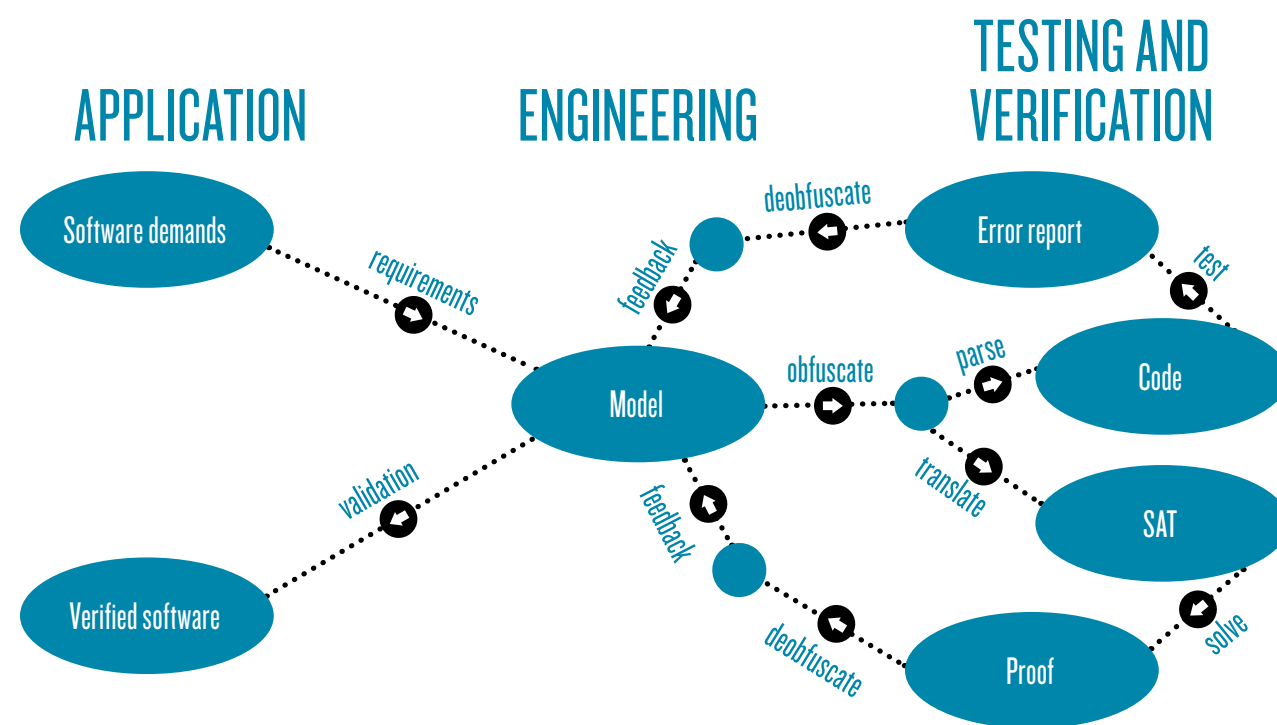 APPLICATION
ENGINEERING
TESTING AND
VERIFICATION
Software demands
requirements
feedback
deobfuscate
Error report
test
Model
obfuscate
parse
Code
translate
SAT
validation
feedback
Verified software
deobfuscate
Proof
solve